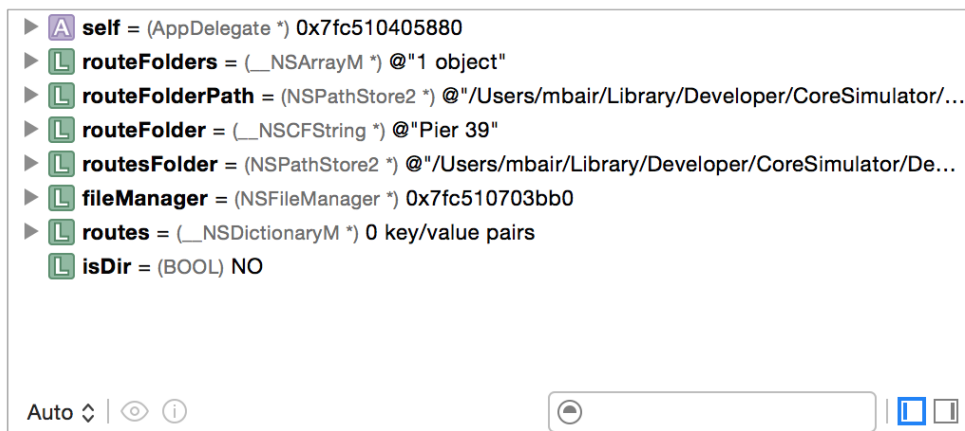 A self = (AppDelegate *) 0x7fc510405880
L routeFolders = (__NSArrayM *) @"1 object"
L routeFolderPath = (NSPathStore2 *) @"/Users/mbair/Library/Developer/CoreSimulator/...
L routeFolder = (__NSCFString *) @"Pier 39"
L routesFolder = (NSPathStore2 *) @"/Users/mbair/Library/Developer/CoreSimulator/De...
L fileManager = (NSFileManager *) 0x7fc510703bb0
L routes = (__NSDictionaryM *) 0 key/value pairs
L isDir = (BOOL) NO
Auto